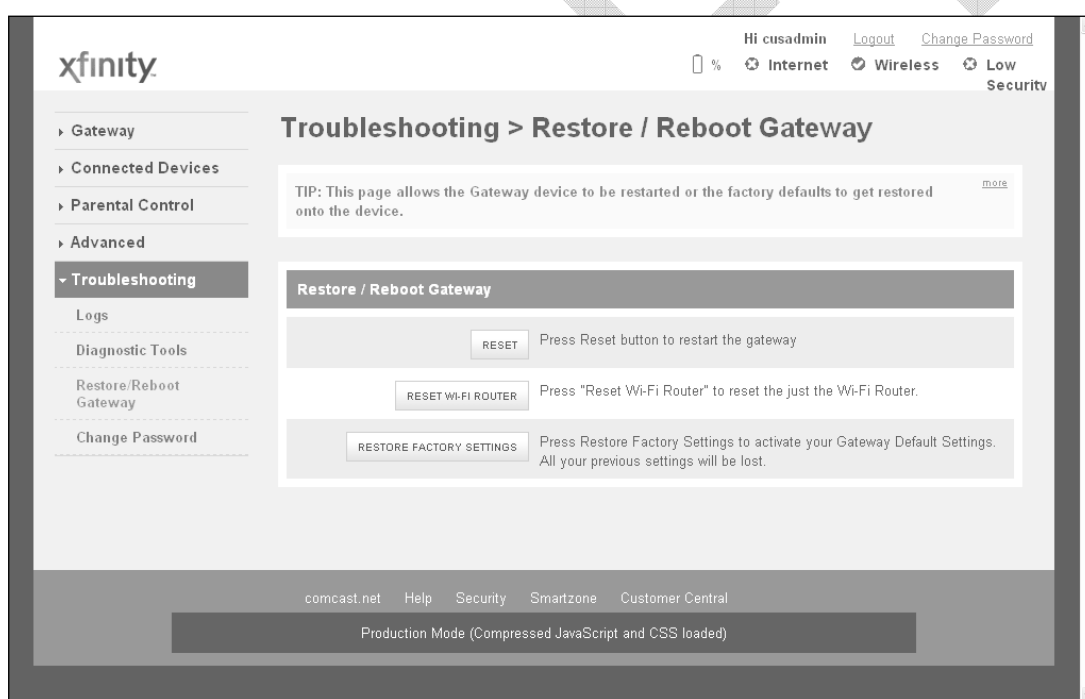 xfinity.
Hi cusadmin Logout Change Password
% Internet Wireless Low
Security
Gateway
Connected Devices
Parental Control
Advanced
Troubleshooting
Logs
Diagnostic Tools
Restore/Reboot
Gateway
Change Password
Troubleshooting > Restore / Reboot Gateway
TIP: This page allows the Gateway device to be restarted or the factory defaults to get restored
onto the device.
more
Restore / Reboot Gateway
RESET Press Reset button to restart the gateway
RESET WI-FI ROUTER Press "Reset Wi-Fi Router" to reset the just the Wi-Fi Router.
RESTORE FACTORY SETTINGS Press Restore Factory Settings to activate your Gateway Default Settings.
All your previous settings will be lost.
comcast.net Help Security Smartzone Customer Central
Production Mode (Compressed JavaScript and CSS loaded)